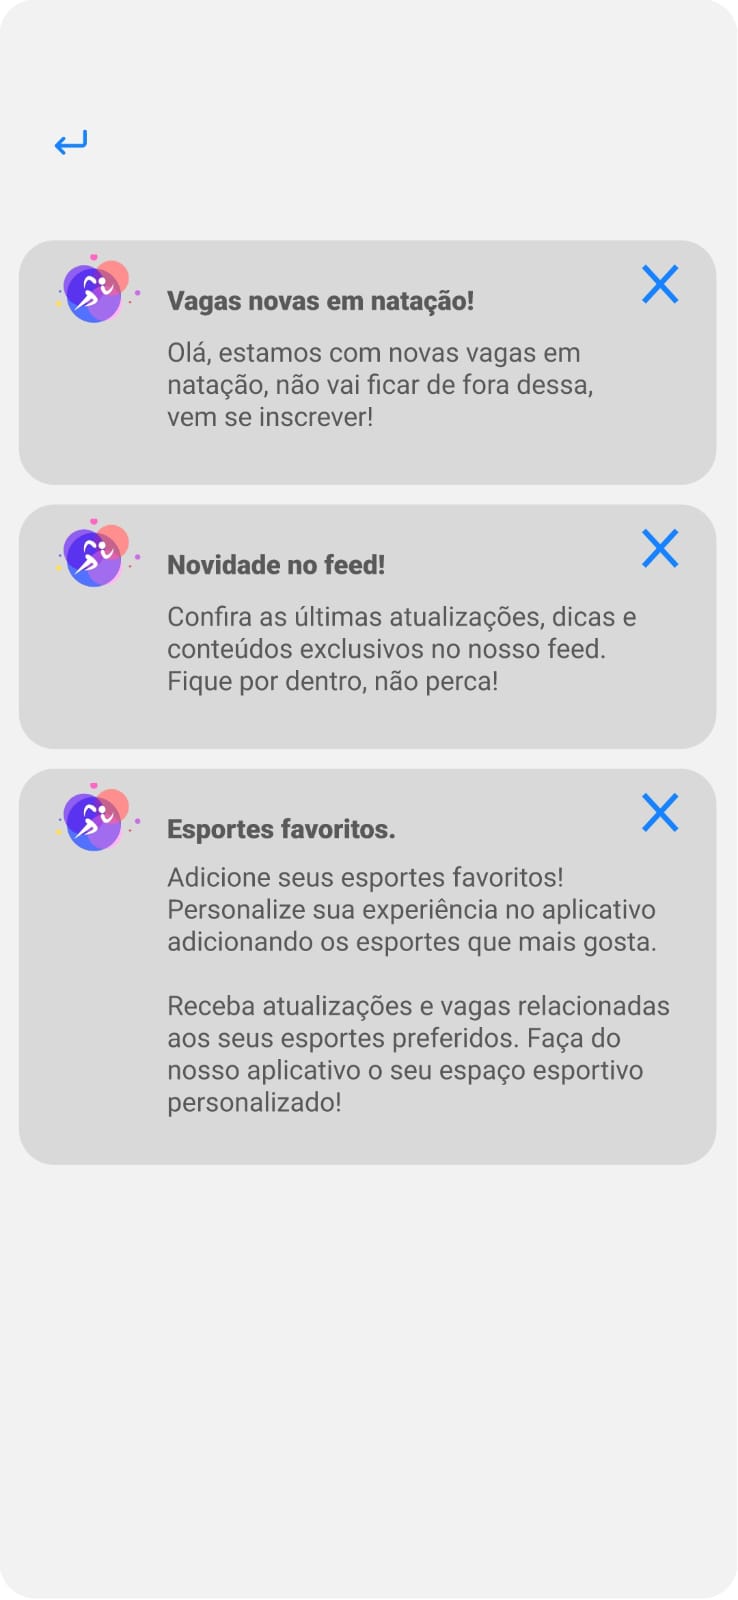 Vagas novas em natação!
Olá, estamos com novas vagas em
natação, não vai ficar de fora dessa,
vem se inscrever!
Novidade no feed!
Confira as últimas atualizações, dicas e
conteúdos exclusivos no nosso feed.
Fique por dentro, não perca!
Esportes favoritos.
Adicione seus esportes favoritos!
Personalize sua experiência no aplicativo
adicionando os esportes que mais gosta.
Receba atualizações e vagas relacionadas
aos seus esportes preferidos. Faça do
nosso aplicativo o seu espaço esportivo
personalizado!